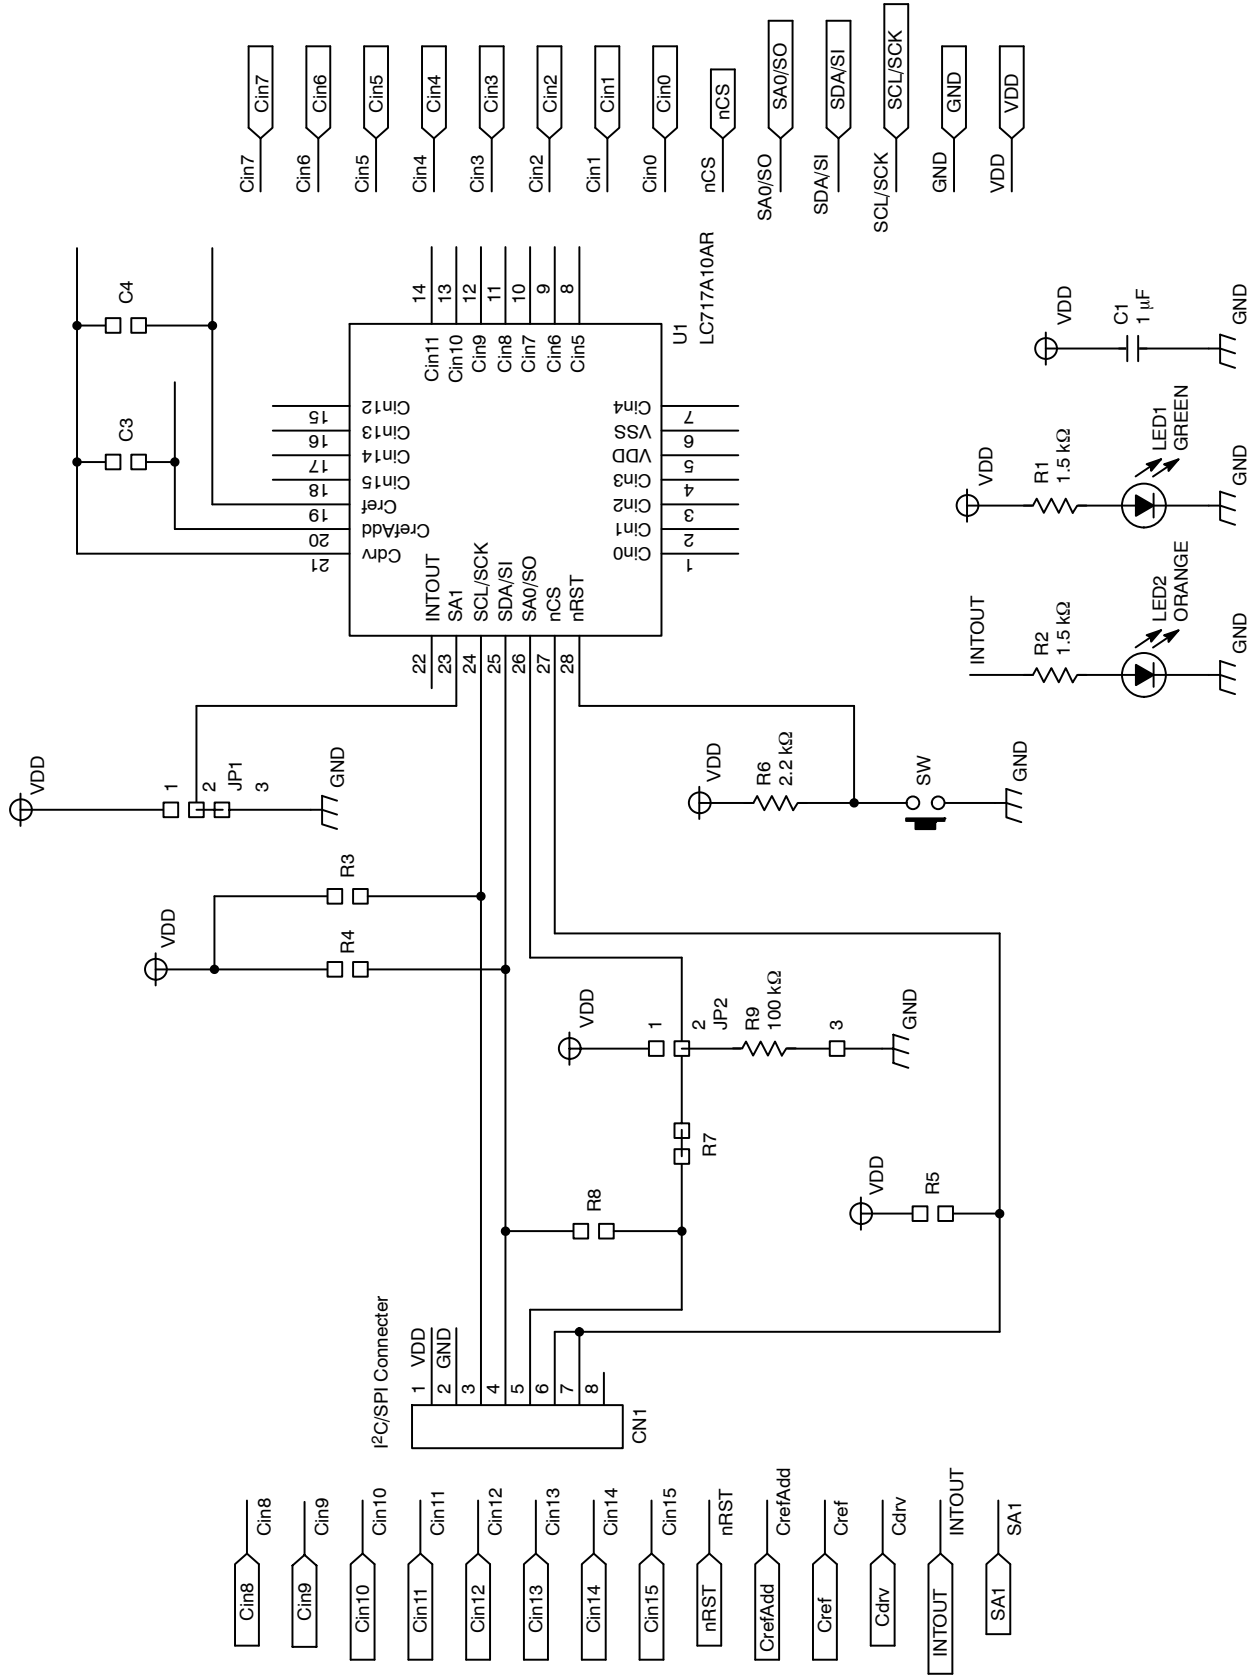 Cin7 Cin7
Cin6 Cin6
Cin5 Cin5
Cin4 Cin4
Cin3 Cin3
Cin2 Cin2
Cin1 Cin1
Cin0 Cin0
nCS nCS
SA0/SO SA0/SO
SDA/SI SDA/SI
SCL/SCK SCL/SCK
GND GND
VDD VDD
C4
C3
14 Cin11
13 Cin10
12 Cin9
11 Cin8
10 Cin7
9 Cin6
8 Cin5
U1
LC717A10AR
15 Cin12
16 Cin13
17 Cin14
18 Cin15
19 Cref
20 CrefAdd
21 Cdrv
7 Cin4
6 VSS
5 VDD
4 Cin3
3 Cin2
2 Cin1
1 Cin0
22 INTOUT
23 SA1
24 SCL/SCK
25 SDA/SI
26 SA0/SO
27 nCS
28 nRST
VDD
1
2
JP1
3
GND
VDD
R3
R4
VDD
R6
2.2 kΩ
SW
GND
VDD
C1
1 μF
GND
VDD
R1
1.5 kΩ
LED1
GREEN
GND
INTOUT
R2
1.5 kΩ
LED2
ORANGE
GND
VDD
1
2
JP2
R9
100 kΩ
3
GND
R7
R8
VDD
R5
I²C/SPI Connecter
1 VDD
2 GND
3
4
5
6
7
8
CN1
Cin8 Cin8
Cin9 Cin9
Cin10 Cin10
Cin11 Cin11
Cin12 Cin12
Cin13 Cin13
Cin14 Cin14
Cin15 Cin15
nRST nRST
CrefAdd CrefAdd
Cref Cref
Cdrv Cdrv
INTOUT INTOUT
SA1 SA1